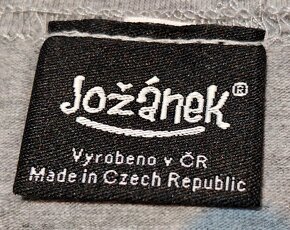 Jožánek®
Vyrobeno v ČR
Made in Czech Republic